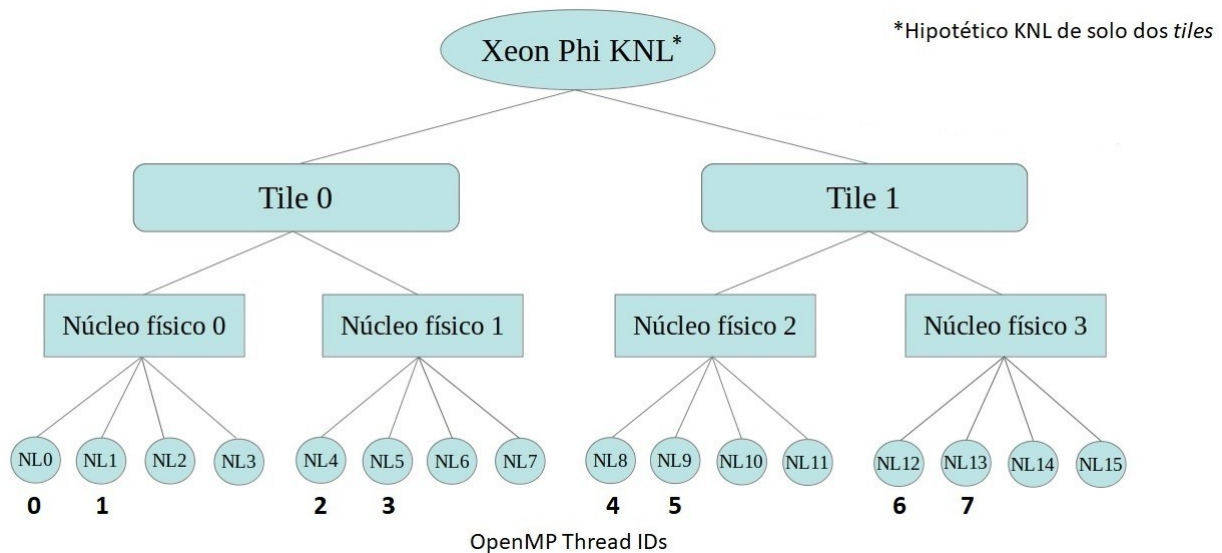 Xeon Phi KNL*
*Hipotético KNL de solo dos tiles
Tile 0
Tile 1
Núcleo físico 0
Núcleo físico 1
Núcleo físico 2
Núcleo físico 3
NL0 NL1 NL2 NL3 NL4 NL5 NL6 NL7 NL8 NL9 NL10 NL11 NL12 NL13 NL14 NL15
0 1 2 3 4 5 6 7
OpenMP Thread IDs